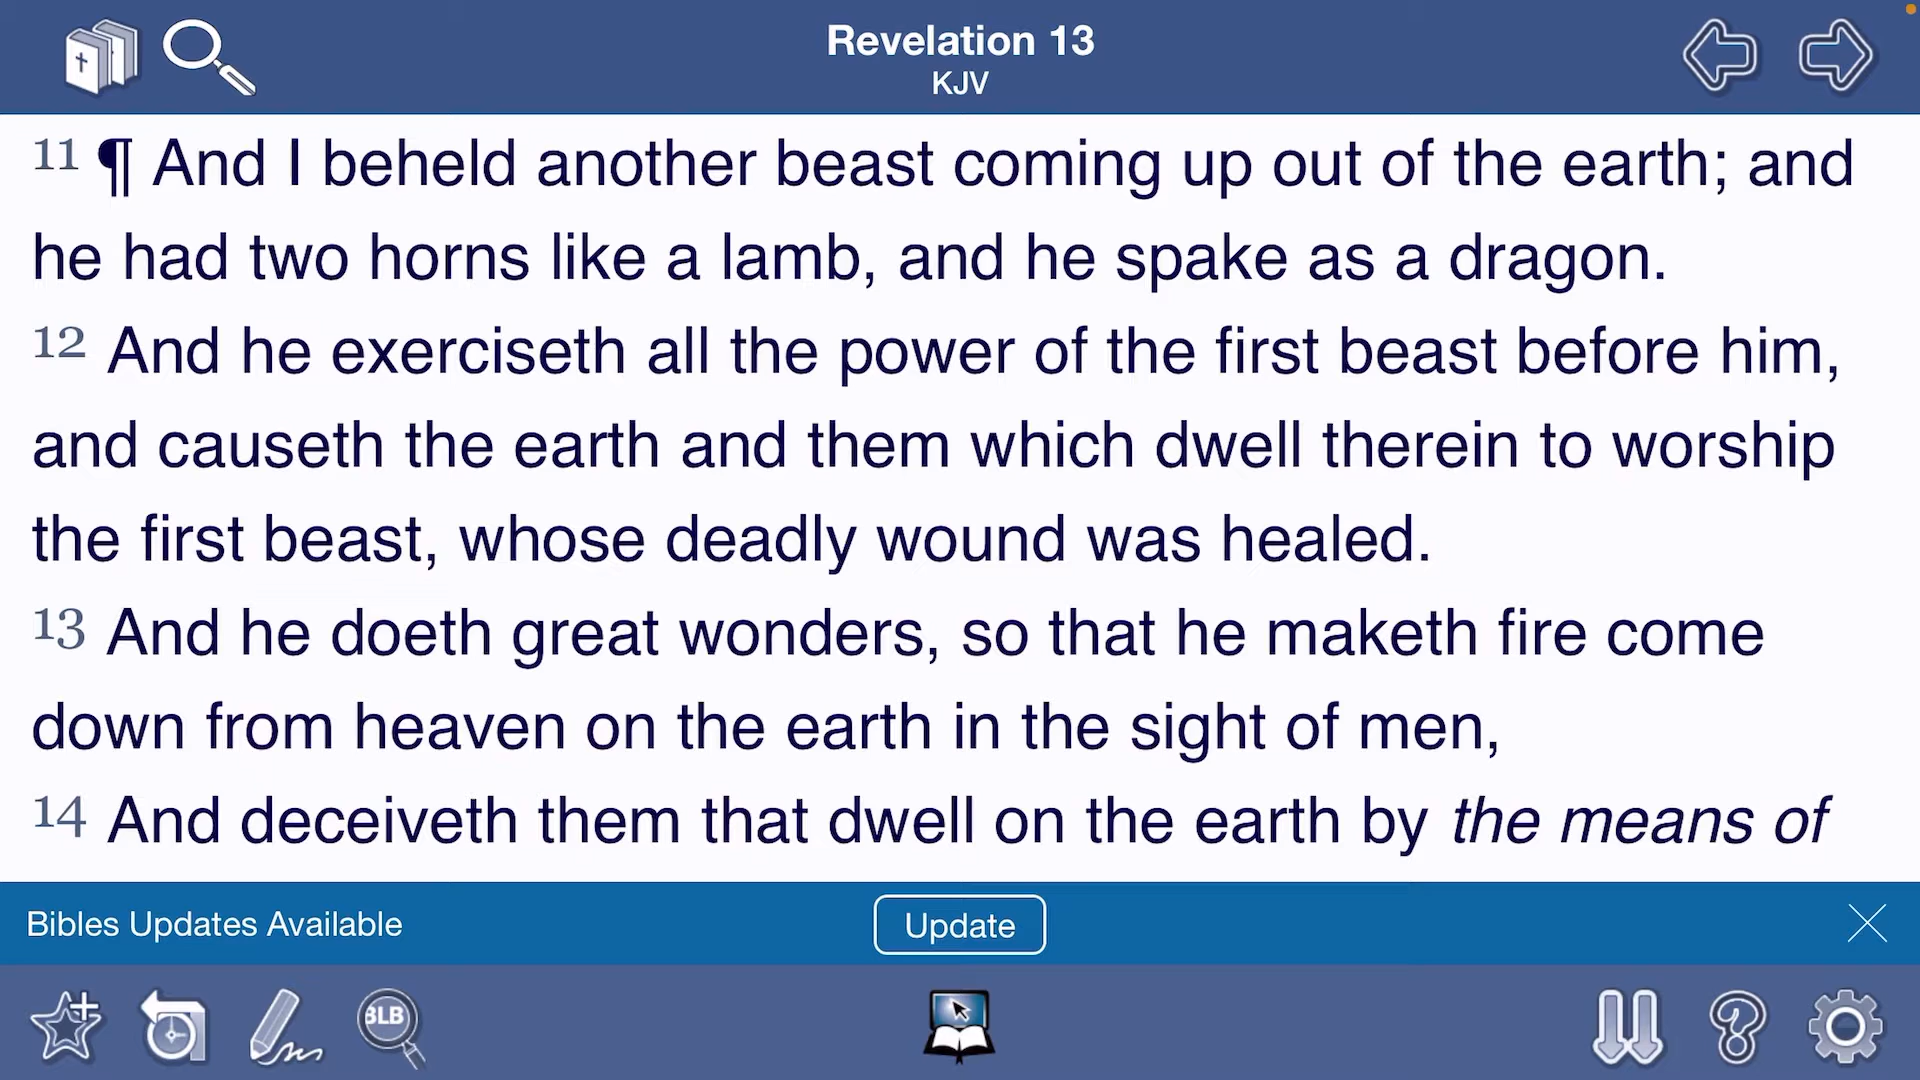 Revelation 13
KJV
11 ¶ And I beheld another beast coming up out of the earth; and
he had two horns like a lamb, and he spake as a dragon.
12 And he exerciseth all the power of the first beast before him,
and causeth the earth and them which dwell therein to worship
the first beast, whose deadly wound was healed.
13 And he doeth great wonders, so that he maketh fire come
down from heaven on the earth in the sight of men,
14 And deceiveth them that dwell on the earth by the means of
Bibles Updates Available
Update
BLB